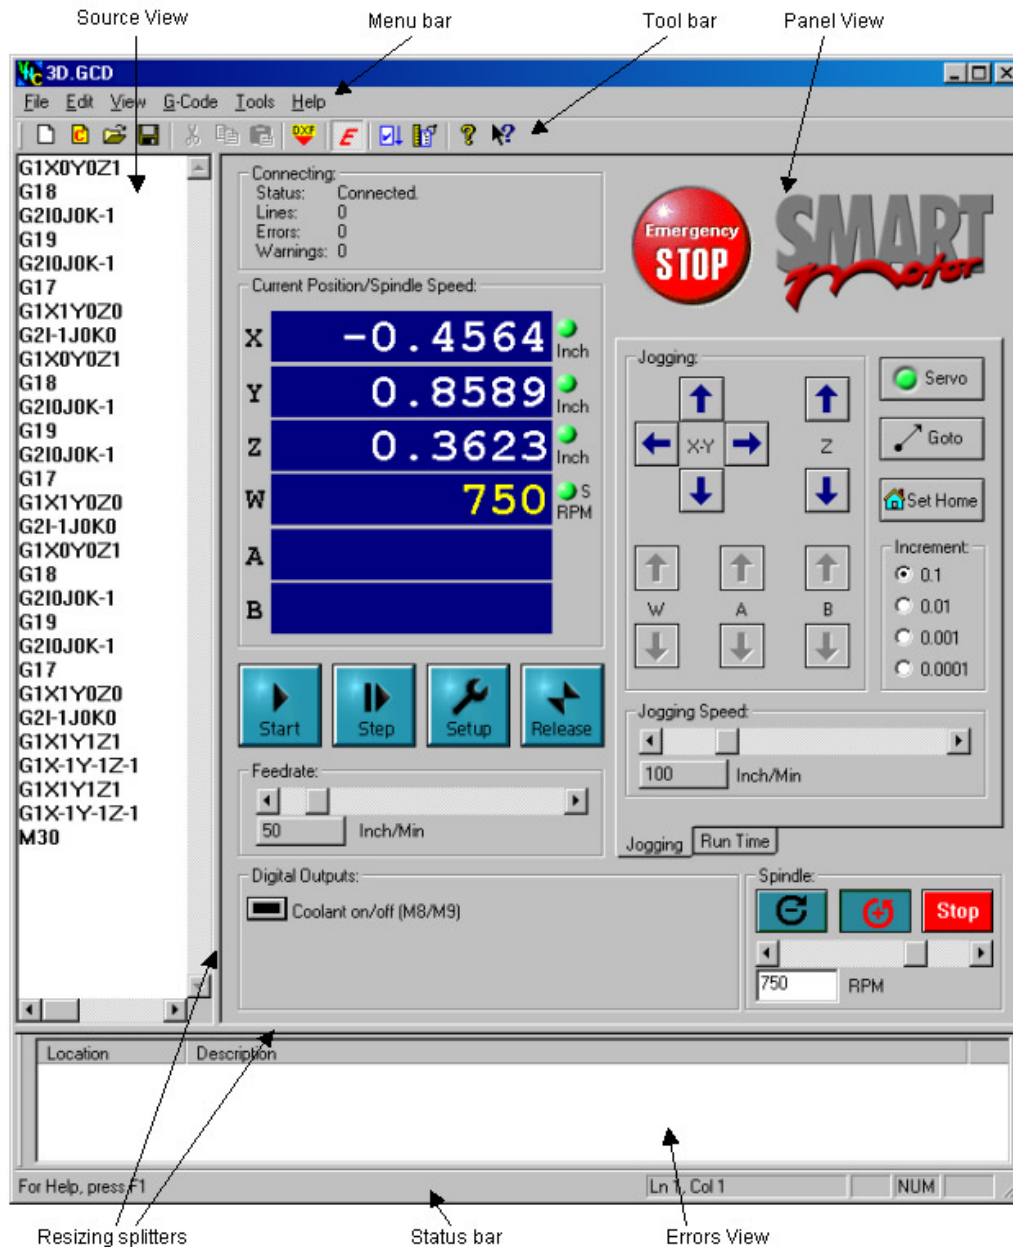 Source View
Menu bar
Tool bar
Panel View
VNC 3D.GCD
File Edit View G-Code Tools Help
DXF E
G1X0Y0Z1
G18
G2I0J0K-1
G19
G2I0J0K-1
G17
G1X1Y0Z0
G2I-1J0K0
G1X0Y0Z1
G18
G2I0J0K-1
G19
G2I0J0K-1
G17
G1X1Y0Z0
G2I-1J0K0
G1X0Y0Z1
G18
G2I0J0K-1
G19
G2I0J0K-1
G17
G1X1Y0Z0
G2I-1J0K0
G1X1Y1Z1
G1X-1Y-1Z-1
G1X1Y1Z1
G1X-1Y-1Z-1
M30
Connecting:
Status: Connected.
Lines: 0
Errors: 0
Warnings: 0
Emergency
STOP
SMART
motor
Current Position/Spindle Speed:
X -0.4564 Inch
Y 0.8589 Inch
Z 0.3623 Inch
W 750 S RPM
A
B
Start
Step
Setup
Release
Feedrate:
50 Inch/Min
Jogging:
X-Y
Z
W
A
B
Servo
Goto
Set Home
Increment:
0.1
0.01
0.001
0.0001
Jogging Speed:
100 Inch/Min
Jogging
Run Time
Digital Outputs:
Coolant on/off (M8/M9)
Spindle:
Stop
750 RPM
Location Description
For Help, press F1
Ln 1, Col 1
NUM
Resizing splitters
Status bar
Errors View